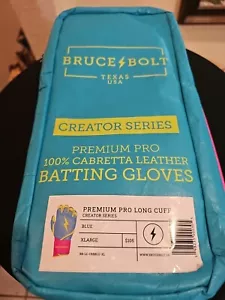 BRUCE BOLT
TEXAS
USA
CREATOR SERIES
PREMIUM PRO
100% CABRETTA LEATHER
BATTING GLOVES
PREMIUM PRO LONG CUFF
CREATOR SERIES
BLUE
XLARGE